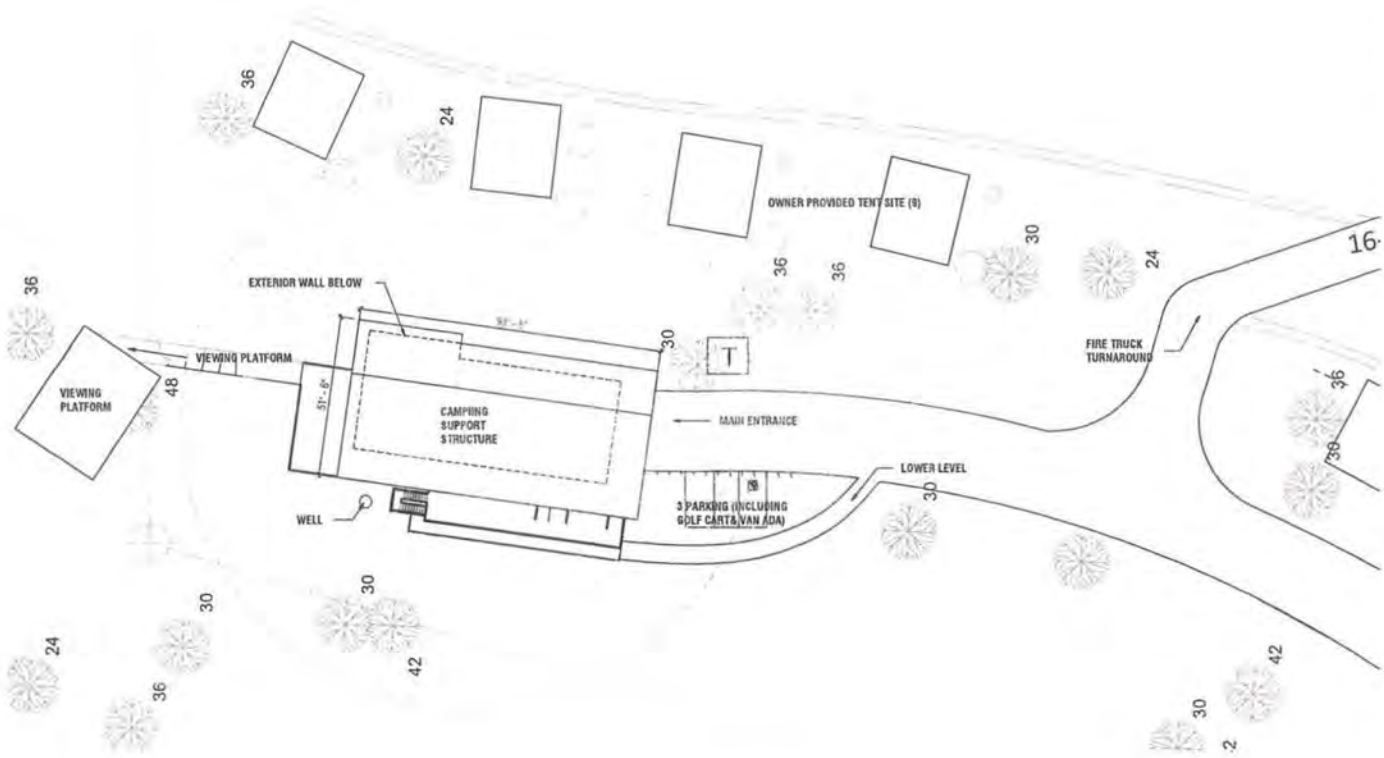 36
24
OWNER PROVIDED TENT SITE (9)
30
24
16
36
36
36
EXTERIOR WALL BELOW
30
T
FIRE TRUCK
TURNAROUND
VIEWING PLATFORM
48
VIEWING
PLATFORM
51' - 6"
CAMPING
SUPPORT
STRUCTURE
MAIN ENTRANCE
36
30
LOWER LEVEL
30
3 PARKING (INCLUDING
GOLF CART & VAN ADA)
WELL
30
30
42
24
36
42
30